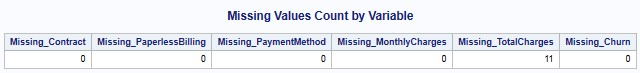 Missing Values Count by Variable
Missing_Contract Missing_PaperlessBilling Missing_PaymentMethod Missing_MonthlyCharges Missing_TotalCharges Missing_Churn
0 0 0 0 11 0